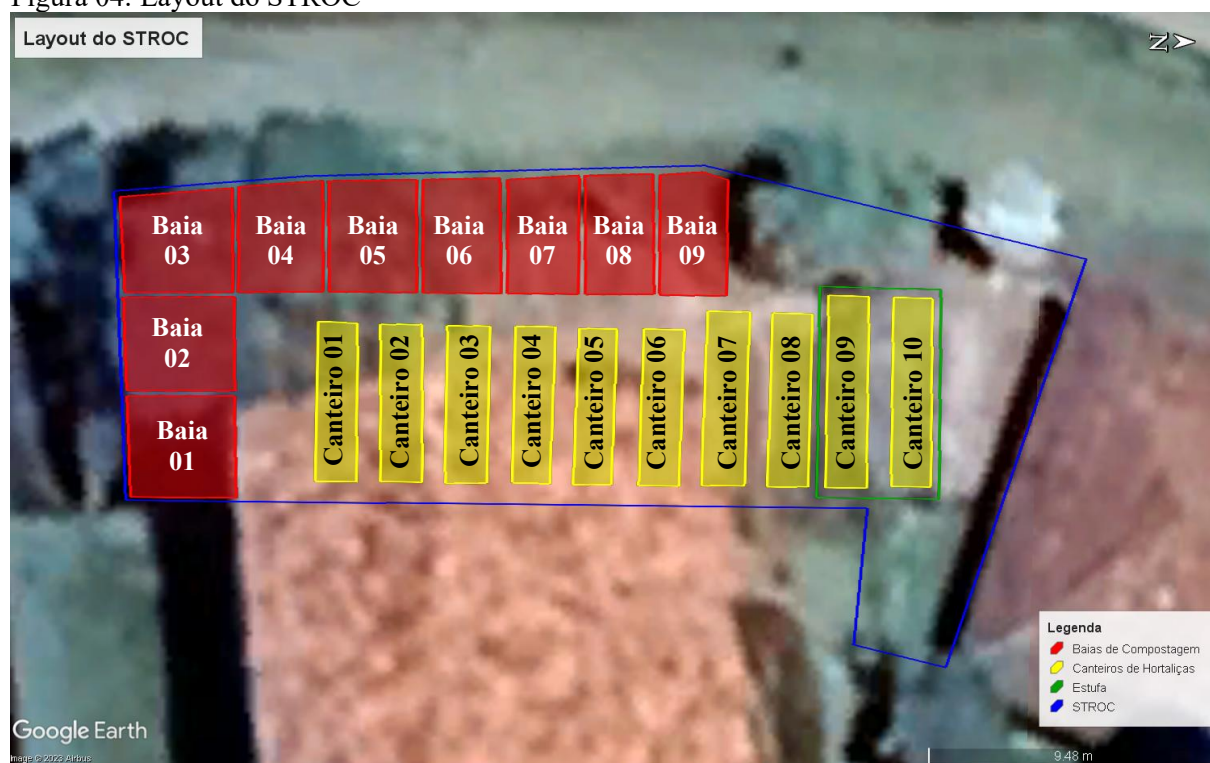 Figura 04: Layout do STROC
Layout do STROC
N
Baia
03
Baia
04
Baia
05
Baia
06
Baia
07
Baia
08
Baia
09
Baia
02
Baia
01
Canteiro 01
Canteiro 02
Canteiro 03
Canteiro 04
Canteiro 05
Canteiro 06
Canteiro 07
Canteiro 08
Canteiro 09
Canteiro 10
Legenda
Baias de Compostagem
Canteiros de Hortaliças
Estufa
STROC
Google Earth
Image © 2023 Airbus
9.48 m